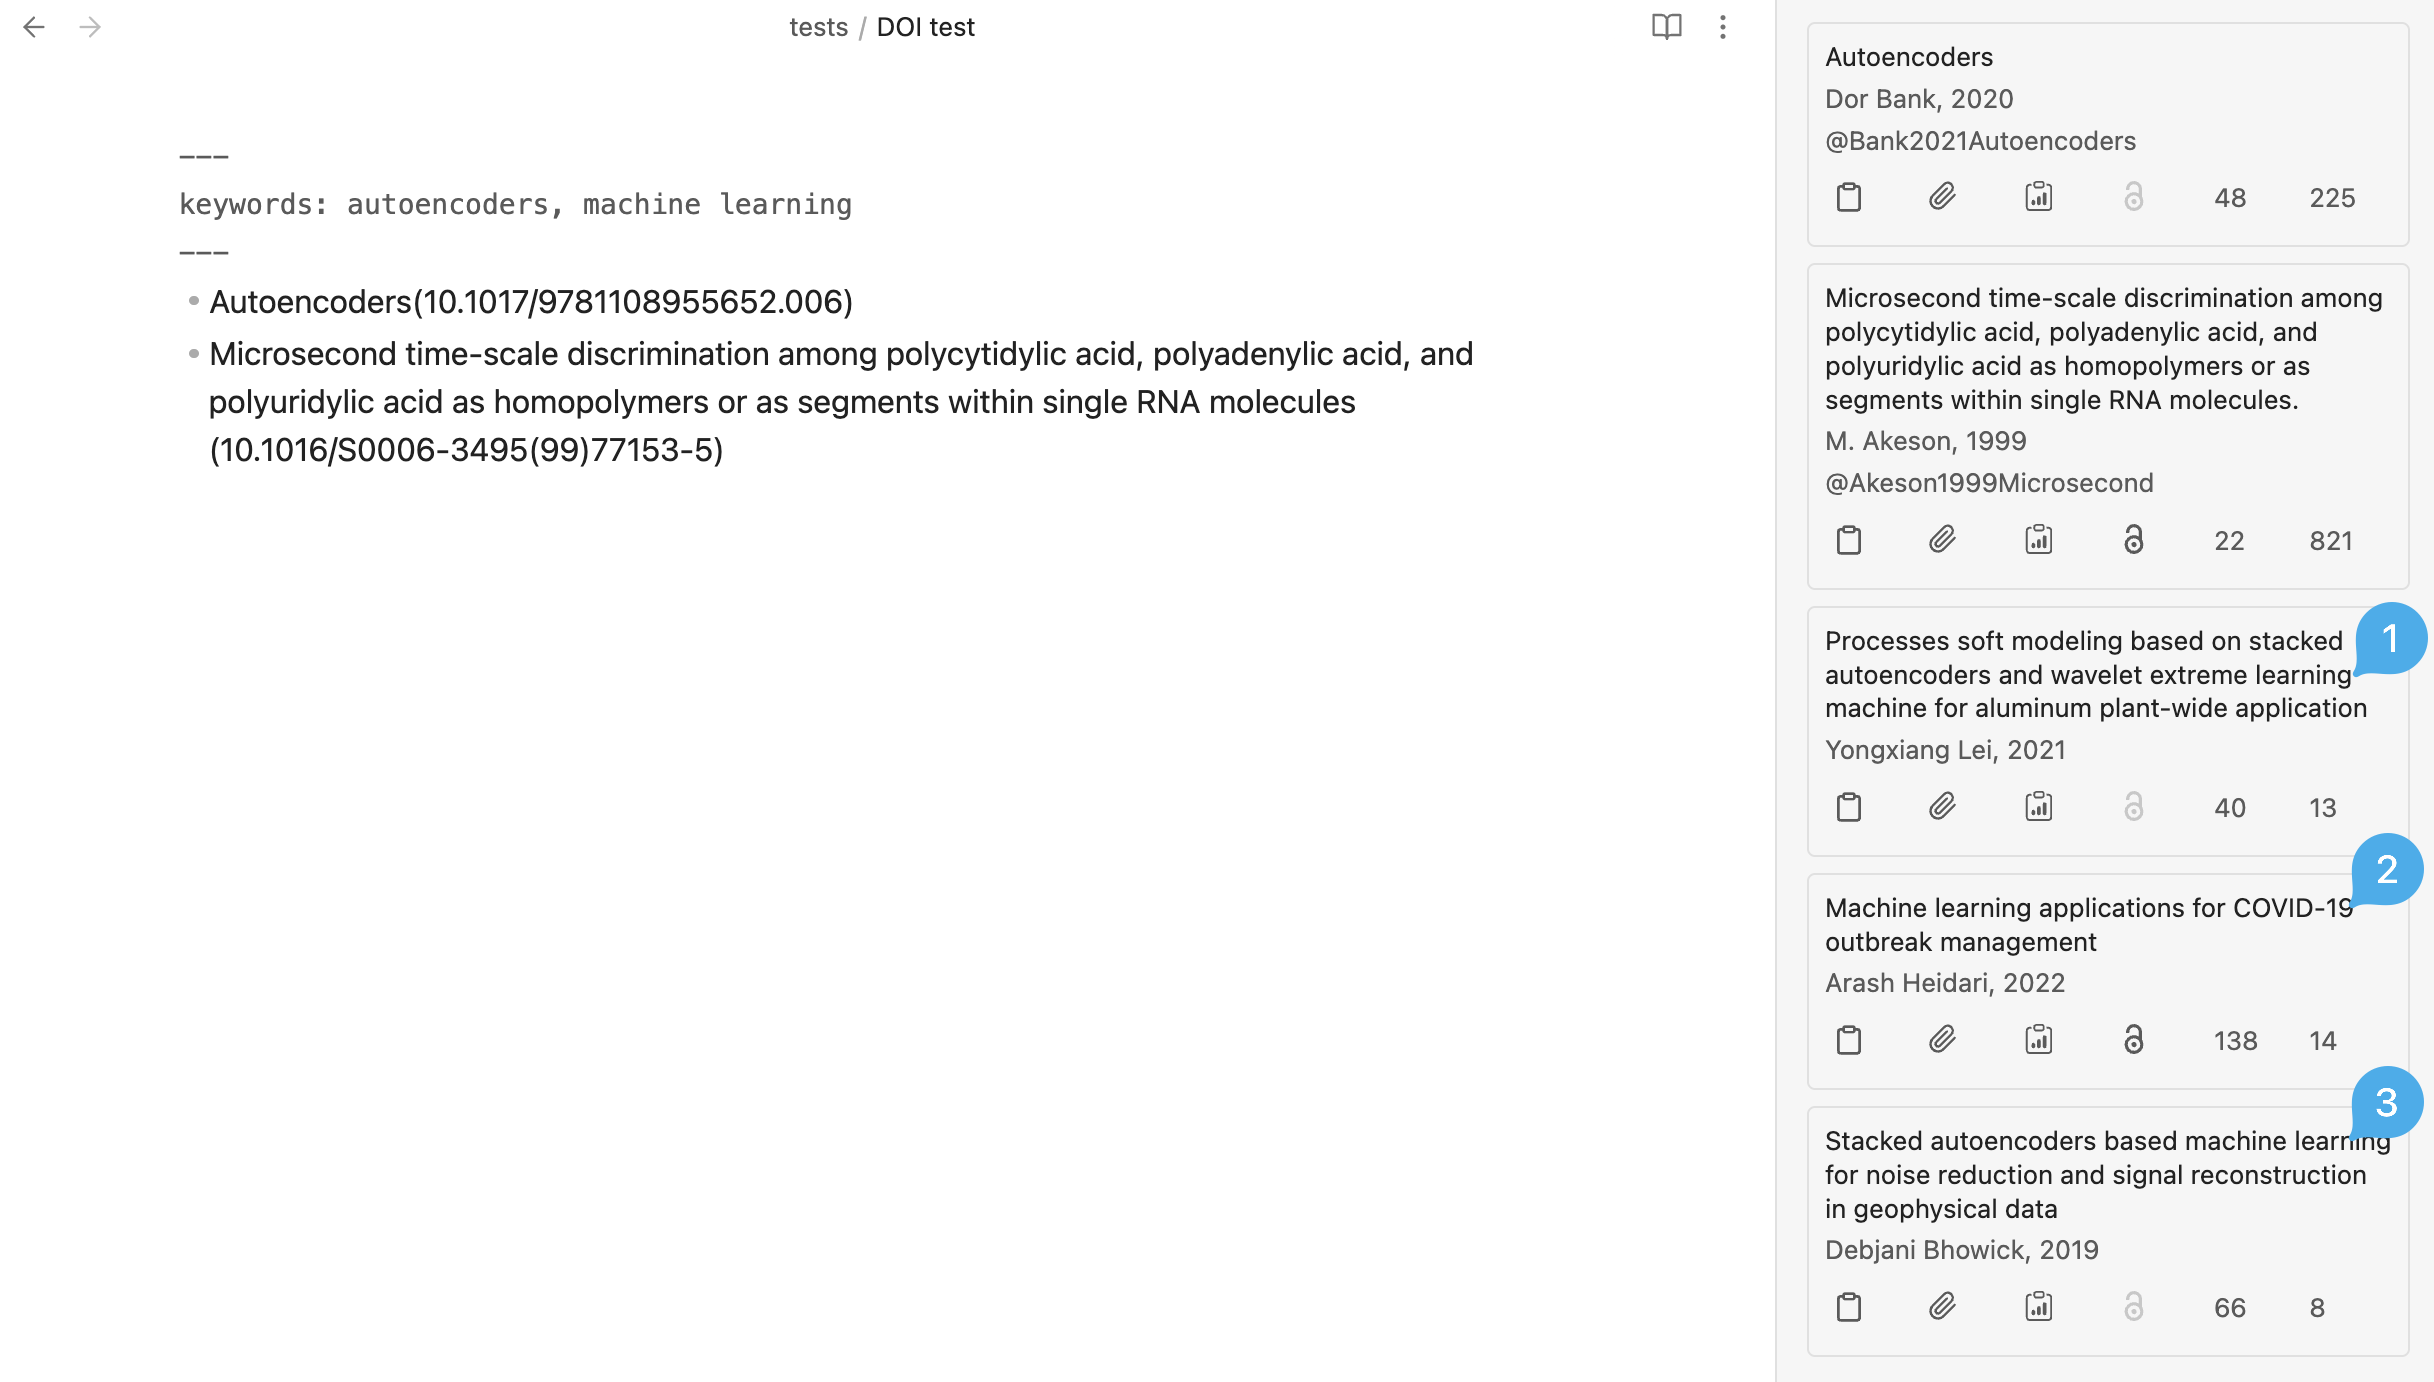 tests / DOI test
---
keywords: autoencoders, machine learning
---
Autoencoders(10.1017/9781108955652.006)
Microsecond time-scale discrimination among polycytidylic acid, polyadenylic acid, and
polyuridylic acid as homopolymers or as segments within single RNA molecules
(10.1016/S0006-3495(99)77153-5)
Autoencoders
Dor Bank, 2020
@Bank2021Autoencoders
48 225
Microsecond time-scale discrimination among
polycytidylic acid, polyadenylic acid, and
polyuridylic acid as homopolymers or as
segments within single RNA molecules.
M. Akeson, 1999
@Akeson1999Microsecond
22 821
1
Processes soft modeling based on stacked
autoencoders and wavelet extreme learning
machine for aluminum plant-wide application
Yongxiang Lei, 2021
40 13
2
Machine learning applications for COVID-19
outbreak management
Arash Heidari, 2022
138 14
3
Stacked autoencoders based machine learning
for noise reduction and signal reconstruction
in geophysical data
Debjani Bhowick, 2019
66 8